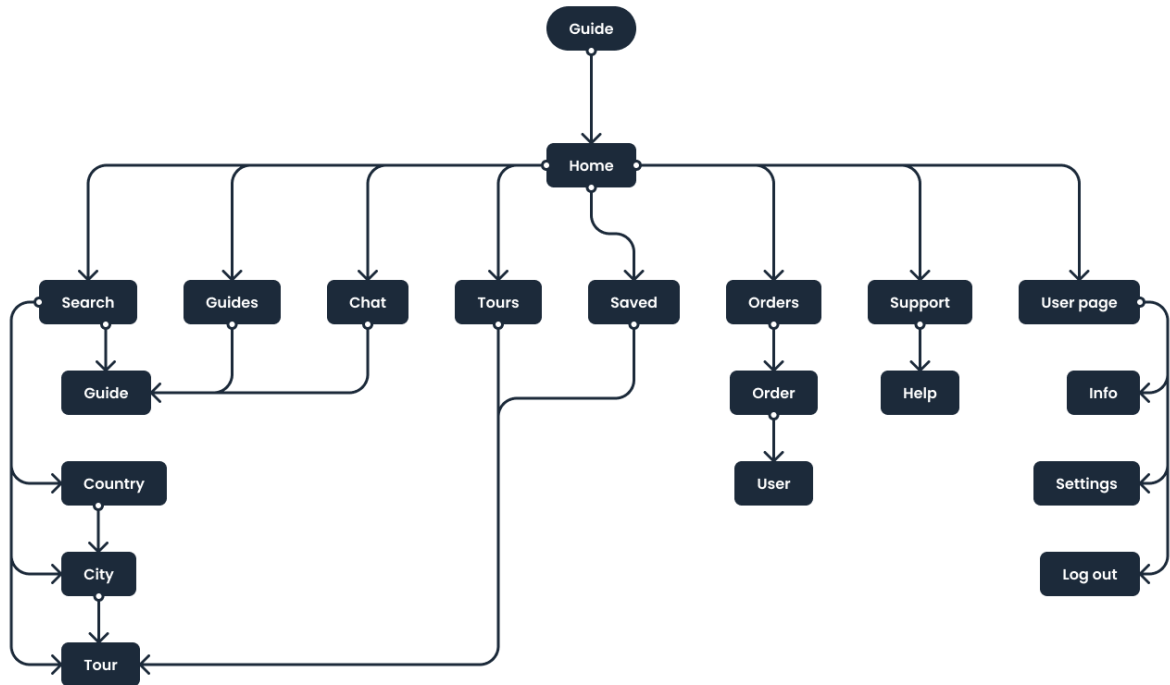 Guide
Home
Search
Guides
Chat
Tours
Saved
Orders
Support
User page
Guide
Order
Help
Info
Country
User
Settings
City
Log out
Tour